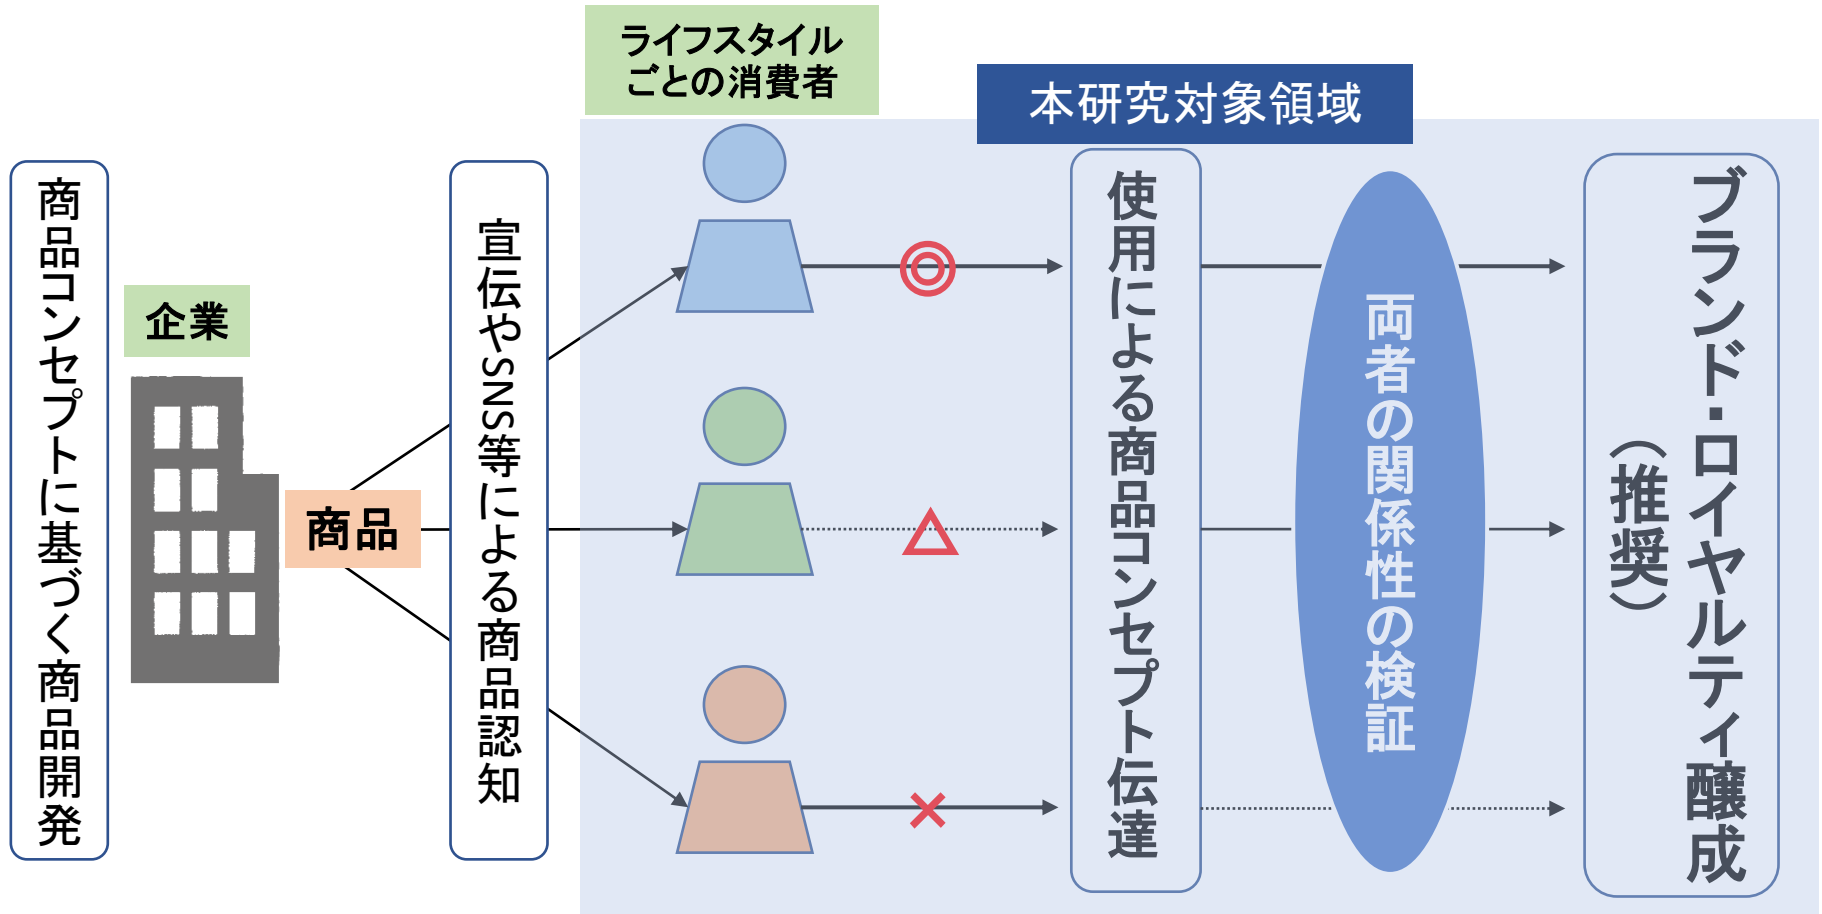 ライフスタイル
ごとの消費者
本研究対象領域
商品コンセプトに基づく商品開発
企業
商品
宣伝やSNS等による商品認知
使用による商品コンセプト伝達
両者の関係性の検証
ブランド・ロイヤルティ醸成
（推奨）